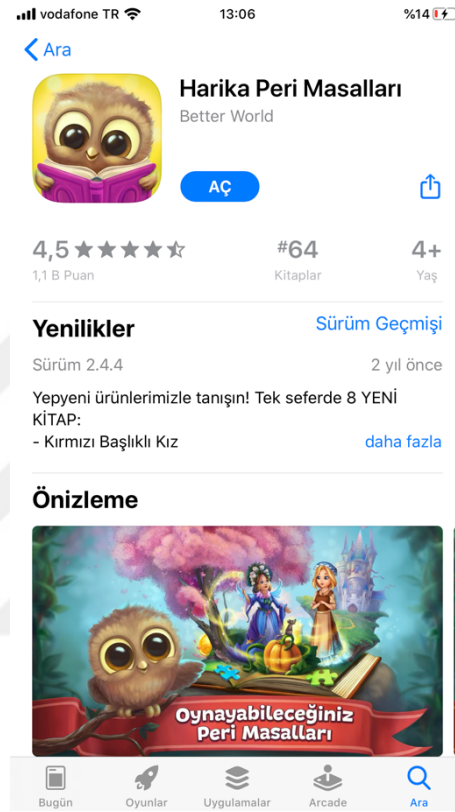 vodafone TR 13:06 %14
Ara
Harika Peri Masalları
Better World
AÇ
4,5 #64 4+
1,1 B Puan Kitaplar Yaş
Yenilikler Sürüm Geçmişi
Sürüm 2.4.4 2 yıl önce
Yepyeni ürünlerimizle tanışın! Tek seferde 8 YENİ
KİTAP:
- Kırmızı Başlıklı Kız daha fazla
Önizleme
Oynayabileceğiniz
Peri Masalları
Bugün Oyunlar Uygulamalar Arcade Ara